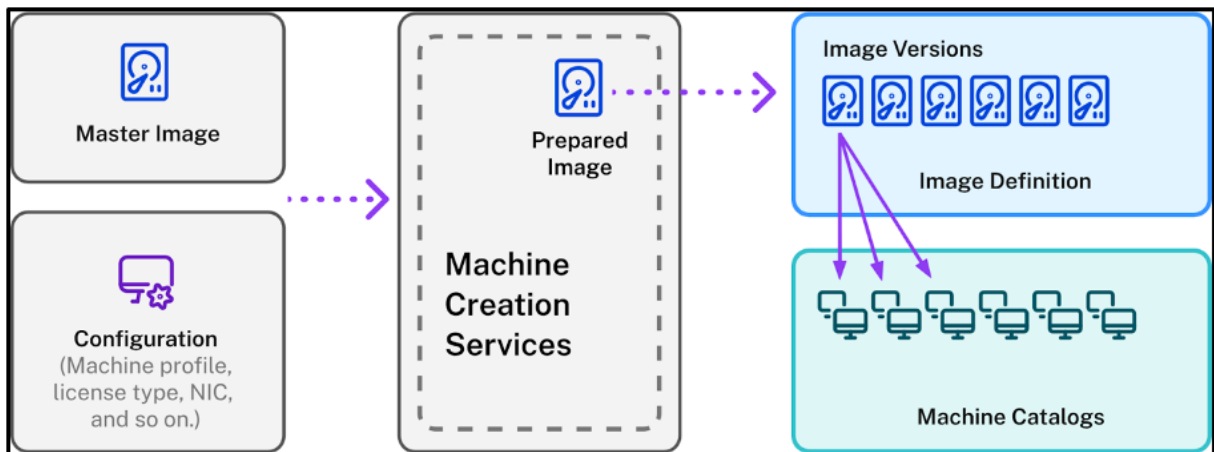 Master Image
Configuration
(Machine profile,
license type, NIC,
and so on.)
Prepared
Image
Machine
Creation
Services
Image Versions
Image Definition
Machine Catalogs